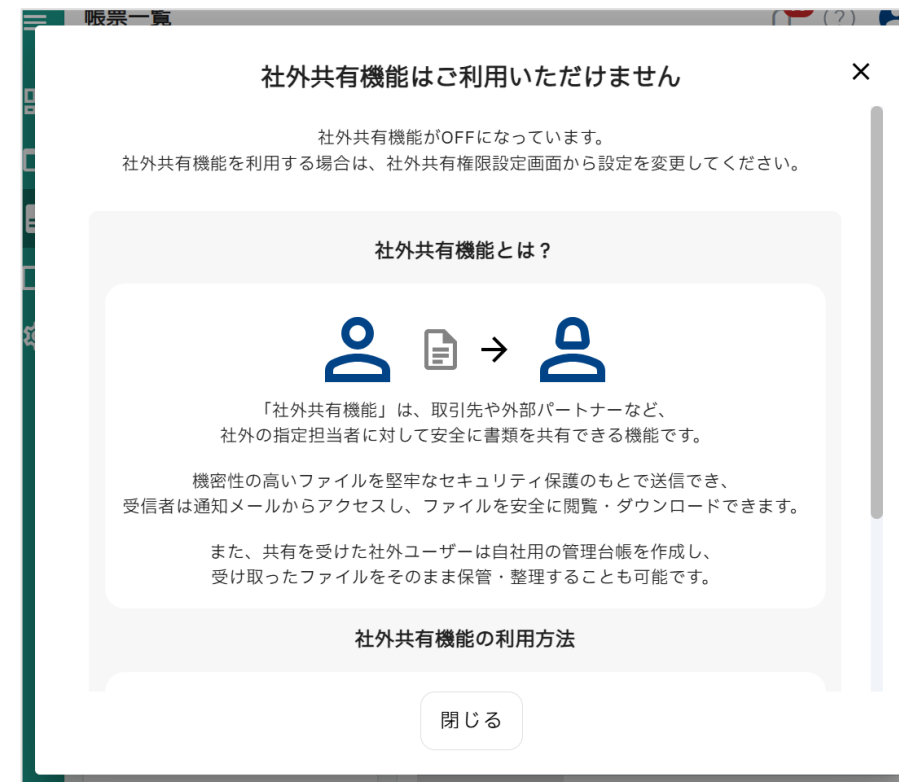 帳票一覧
社外共有機能はご利用いただけません
社外共有機能がOFFになっています。
社外共有機能を利用する場合は、社外共有権限設定画面から設定を変更してください。
社外共有機能とは？
「社外共有機能」は、取引先や外部パートナーなど、
社外の指定担当者に対して安全に書類を共有できる機能です。
機密性の高いファイルを堅牢なセキュリティ保護のもとで送信でき、
受信者は通知メールからアクセスし、ファイルを安全に閲覧・ダウンロードできます。
また、共有を受けた社外ユーザーは自社用の管理台帳を作成し、
受け取ったファイルをそのまま保管・整理することも可能です。
社外共有機能の利用方法
閉じる